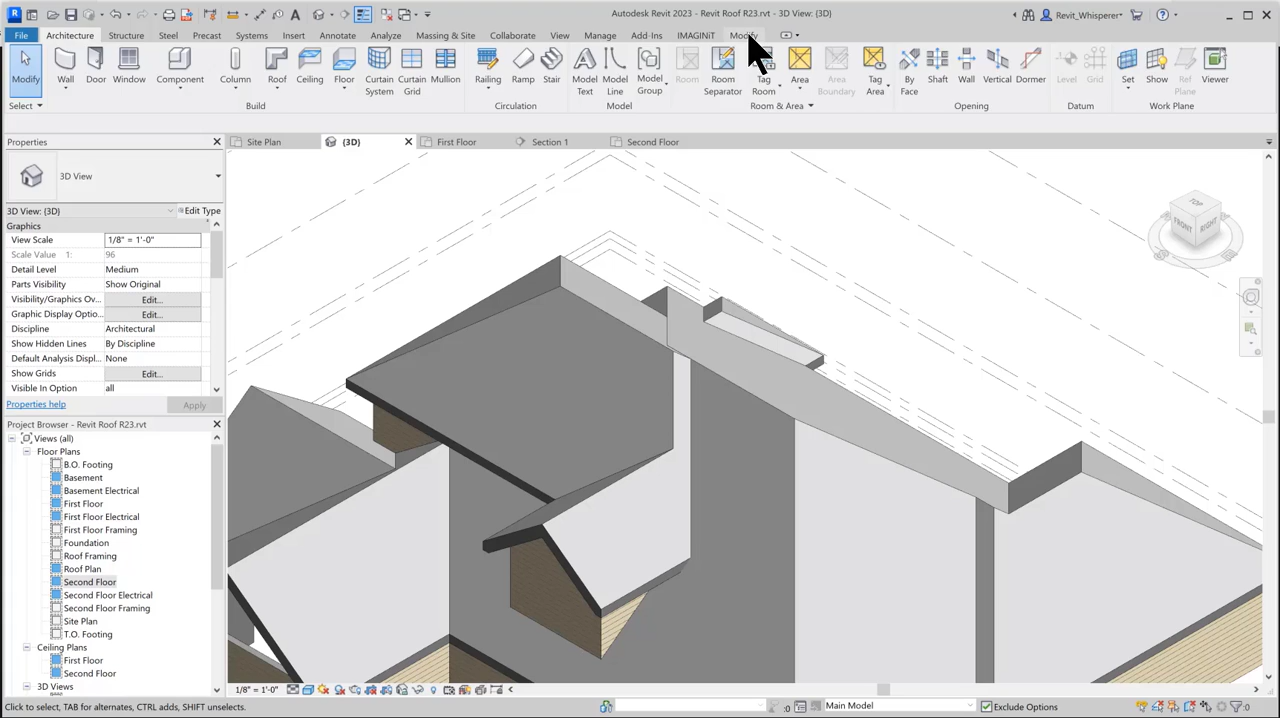 Autodesk Revit 2023 - Revit Roof R23.rvt - 3D View: {3D}
Revit_Whisperer
File Architecture Structure Steel Precast Systems Insert Annotate Analyze Massing & Site Collaborate View Manage Add-Ins IMAGINiT Modify
Modify Wall Door Window Component Column Roof Ceiling Floor Curtain System Curtain Grid Mullion Railing Ramp Stair Model Text Model Line Model Group Room Room Separator Tag Room Area Area Boundary Tag Area By Face Shaft Wall Vertical Dormer Level Grid Set Show Ref Plane Viewer
Select Build Circulation Model Room & Area Opening Datum Work Plane
Properties
Site Plan {3D} First Floor Section 1 Second Floor
3D View
3D View: {3D} Edit Type
Graphics
View Scale 1/8" = 1'-0"
Scale Value 1: 96
Detail Level Medium
Parts Visibility Show Original
Visibility/Graphics Ov... Edit...
Graphic Display Optio... Edit...
Discipline Architectural
Show Hidden Lines By Discipline
Default Analysis Displ... None
Show Grids Edit...
Visible In Option all
Properties help Apply
Project Browser - Revit Roof R23.rvt
Views (all)
Floor Plans
B.O. Footing
Basement
Basement Electrical
First Floor
First Floor Electrical
First Floor Framing
Foundation
Roof Framing
Roof Plan
Second Floor
Second Floor Electrical
Second Floor Framing
Site Plan
T.O. Footing
Ceiling Plans
First Floor
Second Floor
3D Views
TOP
FRONT RIGHT
1/8" = 1'-0"
Click to select, TAB for alternates, CTRL adds, SHIFT unselects. :0 Main Model Exclude Options :0